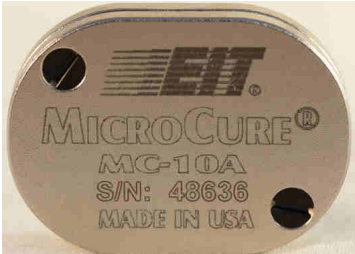 EIT®
MICROCURE®
MC-10A
S/N: 48636
MADE IN USA